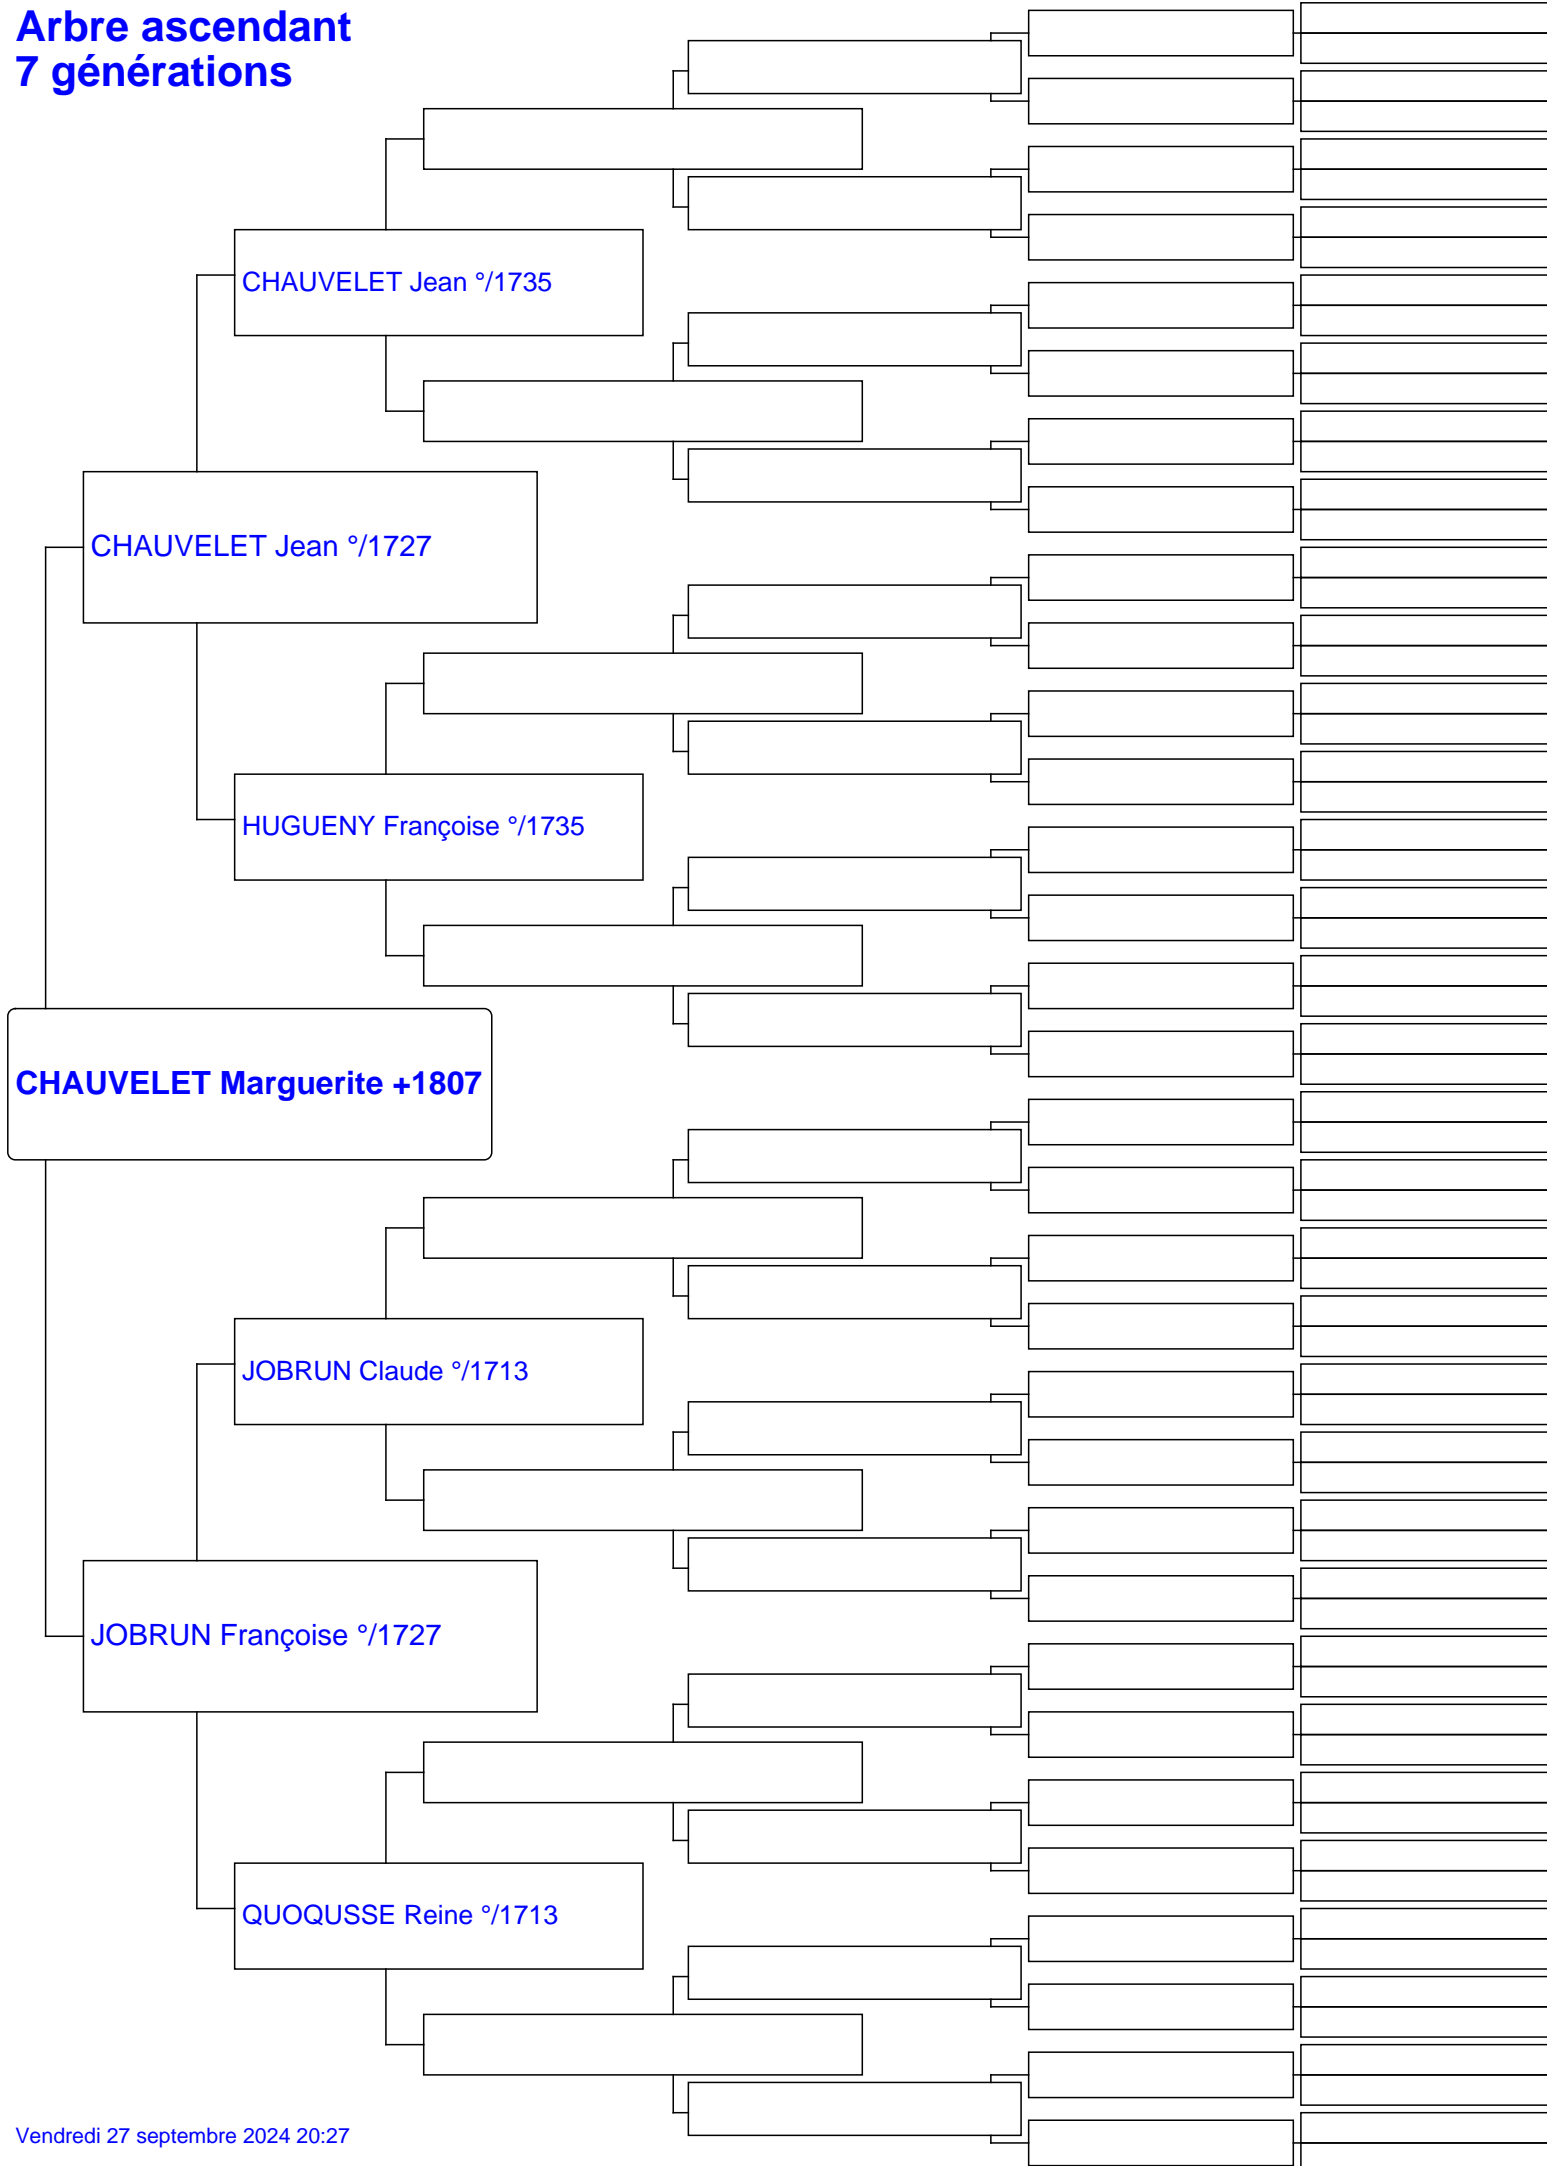 Arbre ascendant
7 générations
CHAUVELET Jean °/1735
CHAUVELET Jean °/1727
HUGUENY Françoise °/1735
CHAUVELET Marguerite +1807
JOBRUN Claude °/1713
JOBRUN Françoise °/1727
QUOQUSSE Reine °/1713
Vendredi 27 septembre 2024 20:27